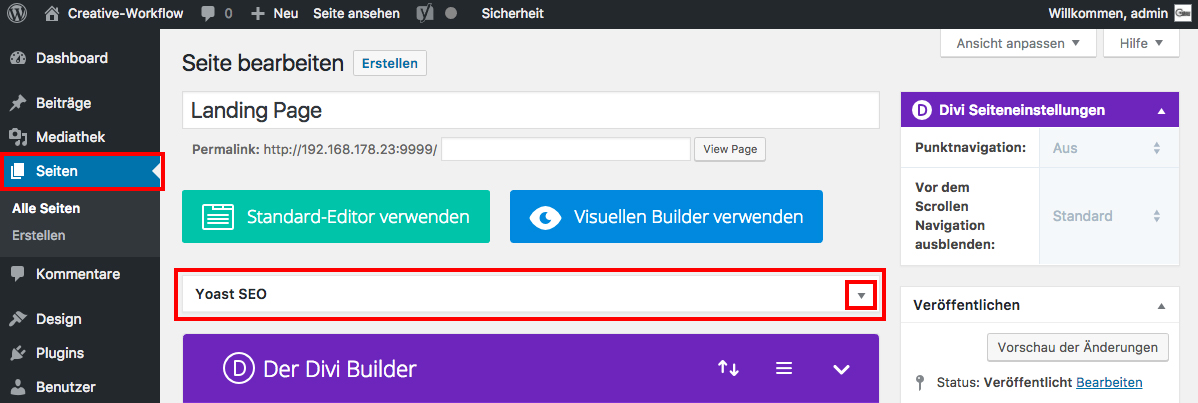 Creative-Workflow 0 Neu Seite ansehen Sicherheit Willkommen, admin
Dashboard
Beiträge
Mediathek
Seiten
Alle Seiten
Erstellen
Kommentare
Design
Plugins
Benutzer
Ansicht anpassen Hilfe
Seite bearbeiten Erstellen
Landing Page
Permalink: http://192.168.178.23:9999/ View Page
Standard-Editor verwenden Visuellen Builder verwenden
Yoast SEO
D Der Divi Builder
D Divi Seiteneinstellungen
Punktnavigation: Aus
Vor dem
Scrollen
Navigation
ausblenden:
Standard
Veröffentlichen
Vorschau der Änderungen
Status: Veröffentlicht Bearbeiten